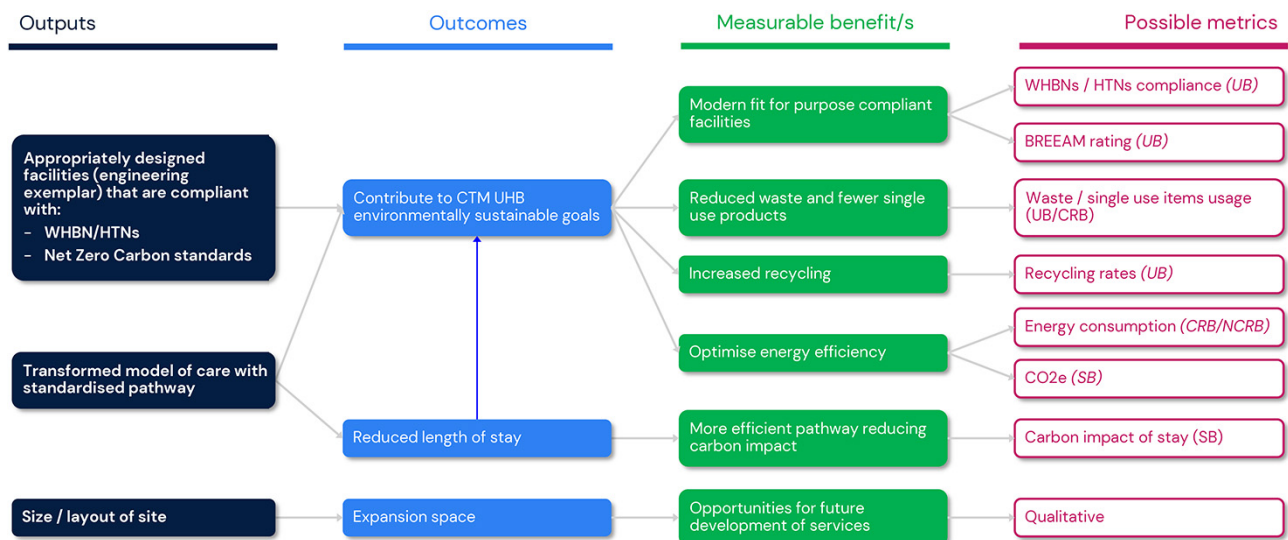 Outputs
Outcomes
Measurable benefit/s
Possible metrics
Appropriately designed
facilities (engineering
exemplar) that are compliant
with:
- WHBN/HTNs
- Net Zero Carbon standards
Transformed model of care with
standardised pathway
Size / layout of site
Contribute to CTM UHB
environmentally sustainable goals
Reduced length of stay
Expansion space
Modern fit for purpose compliant
facilities
Reduced waste and fewer single
use products
Increased recycling
Optimise energy efficiency
More efficient pathway reducing
carbon impact
Opportunities for future
development of services
WHBNs / HTNs compliance (UB)
BREEAM rating (UB)
Waste / single use items usage
(UB/CRB)
Recycling rates (UB)
Energy consumption (CRB/NCRB)
CO2e (SB)
Carbon impact of stay (SB)
Qualitative